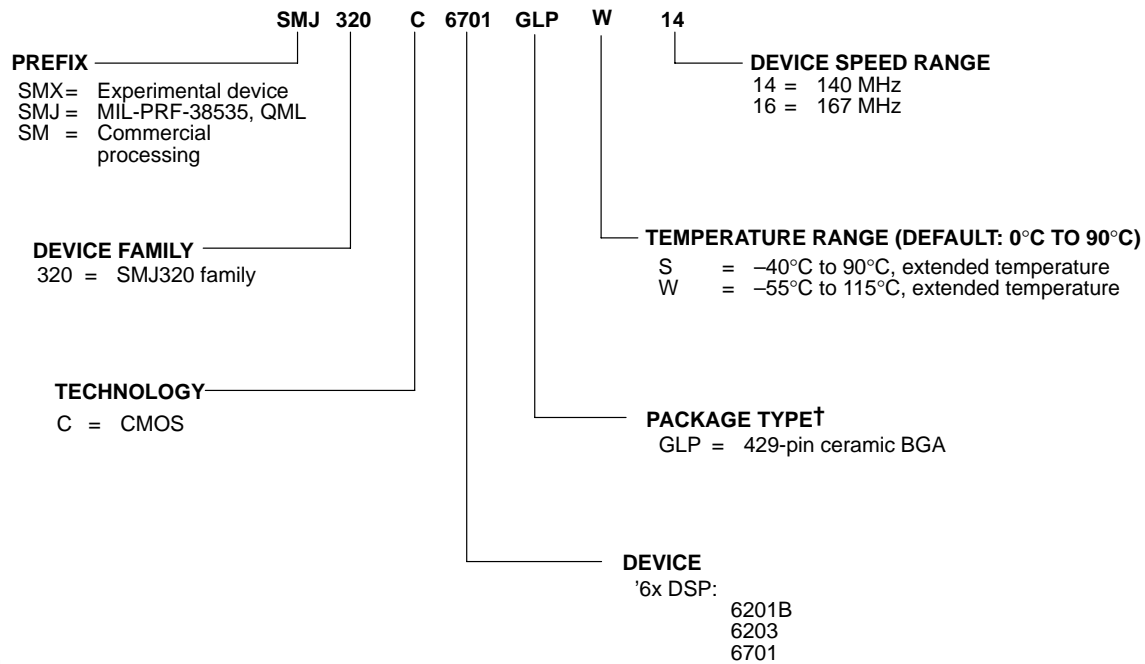 SMJ 320 C 6701 GLP W 14
PREFIX
SMX= Experimental device
SMJ = MIL-PRF-38535, QML
SM = Commercial
processing
DEVICE SPEED RANGE
14 = 140 MHz
16 = 167 MHz
DEVICE FAMILY
320 = SMJ320 family
TEMPERATURE RANGE (DEFAULT: 0°C TO 90°C)
S = –40°C to 90°C, extended temperature
W = –55°C to 115°C, extended temperature
TECHNOLOGY
C = CMOS
PACKAGE TYPE†
GLP = 429-pin ceramic BGA
DEVICE
’6x DSP:
6201B
6203
6701